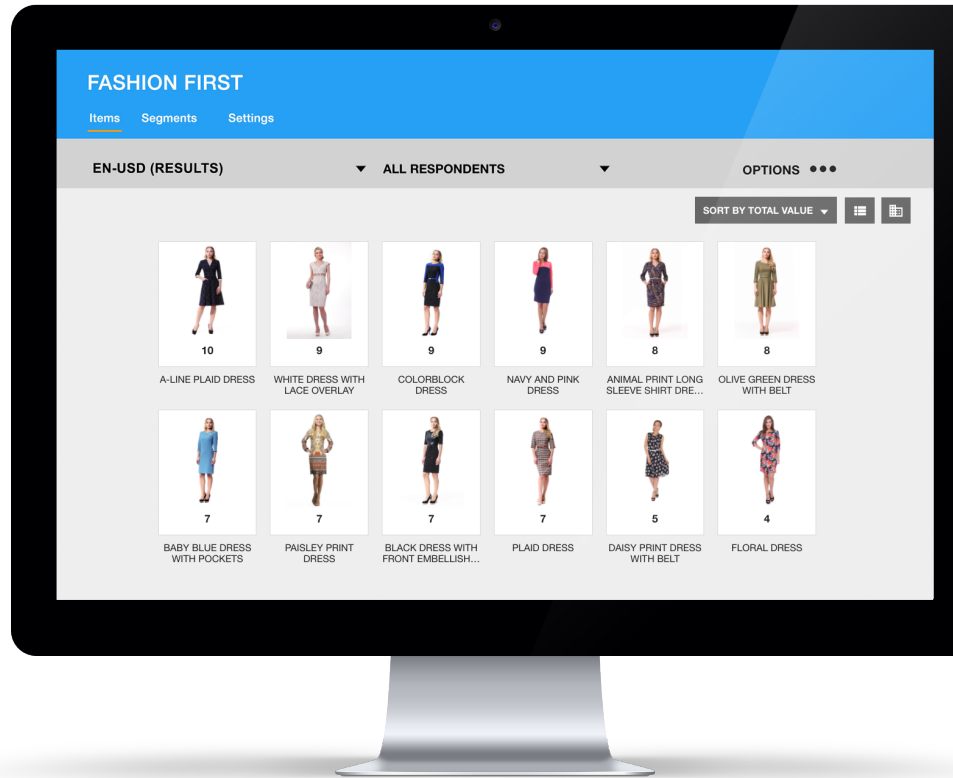 FASHION FIRST
Items Segments Settings
EN-USD (RESULTS) ALL RESPONDENTS OPTIONS
SORT BY TOTAL VALUE
10 9 9 9 8 8
A-LINE PLAID DRESS
WHITE DRESS WITH
LACE OVERLAY
COLORBLOCK
DRESS
NAVY AND PINK
DRESS
ANIMAL PRINT LONG
SLEEVE SHIRT DRE...
OLIVE GREEN DRESS
WITH BELT
7 7 7 7 5 4
BABY BLUE DRESS
WITH POCKETS
PAISLEY PRINT
DRESS
BLACK DRESS WITH
FRONT EMBELLISH...
PLAID DRESS
DAISY PRINT DRESS
WITH BELT
FLORAL DRESS